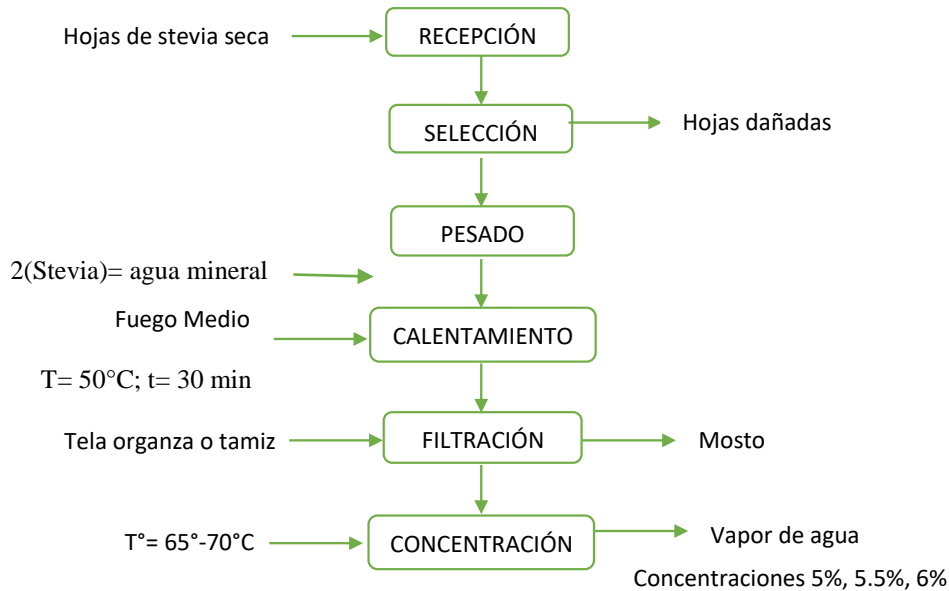 Hojas de stevia seca
RECEPCIÓN
SELECCIÓN
Hojas dañadas
PESADO
2(Stevia)= agua mineral
Fuego Medio
CALENTAMIENTO
T= 50°C; t= 30 min
Tela organza o tamiz
FILTRACIÓN
Mosto
T°= 65°-70°C
CONCENTRACIÓN
Vapor de agua
Concentraciones 5%, 5.5%, 6%